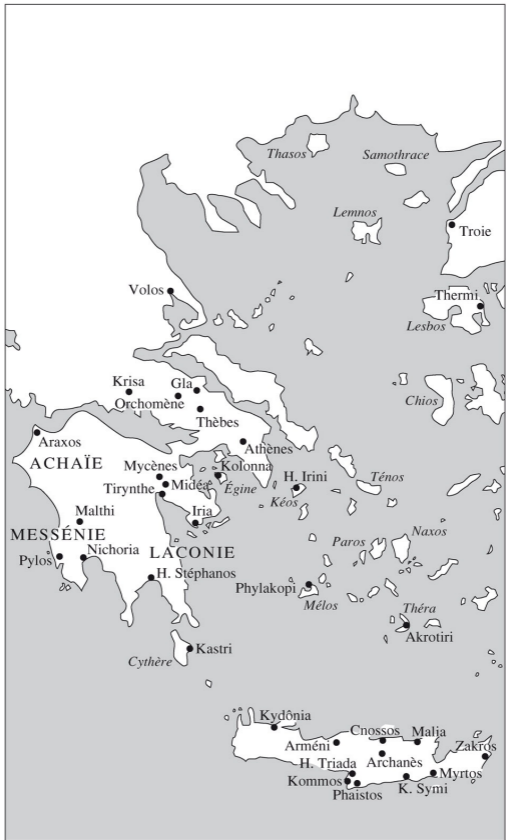 Thasos
Samothrace
Lemnos
Troie
Volos
Thermi
Lesbos
Krisa
Gla
Orchomène
Chios
Thèbes
Araxos
Athènes
ACHAÏE
Mycènes
Kolonna
Tirynthe
Midéa
Égine
H. Irini
Ténos
Kéos
Malthi
Iria
MESSÉNIE
Nichoria
LACONIE
Paros
Naxos
Pylos
H. Stéphanos
Phylakopi
Mélos
Théra
Akrotiri
Kastri
Cythère
Kydônia
Cnossos
Malia
Arméni
Zakros
H. Triada
Archanès
Kommos
Myrtos
Phaistos
K. Symi